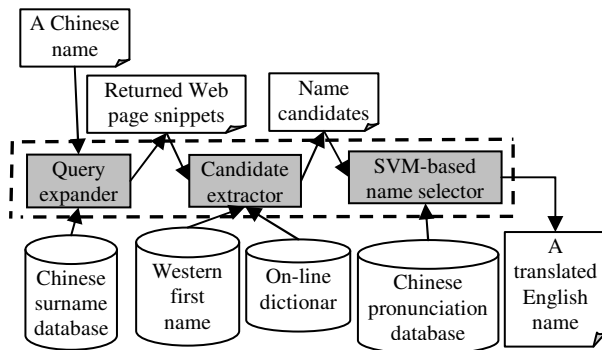 A Chinese
name
Returned Web
page snippets
Name
candidates
Query
expander
Candidate
extractor
SVM-based
name selector
Chinese
surname
database
Western
first
name
On-line
dictionar
Chinese
pronunciation
database
A
translated
English
name